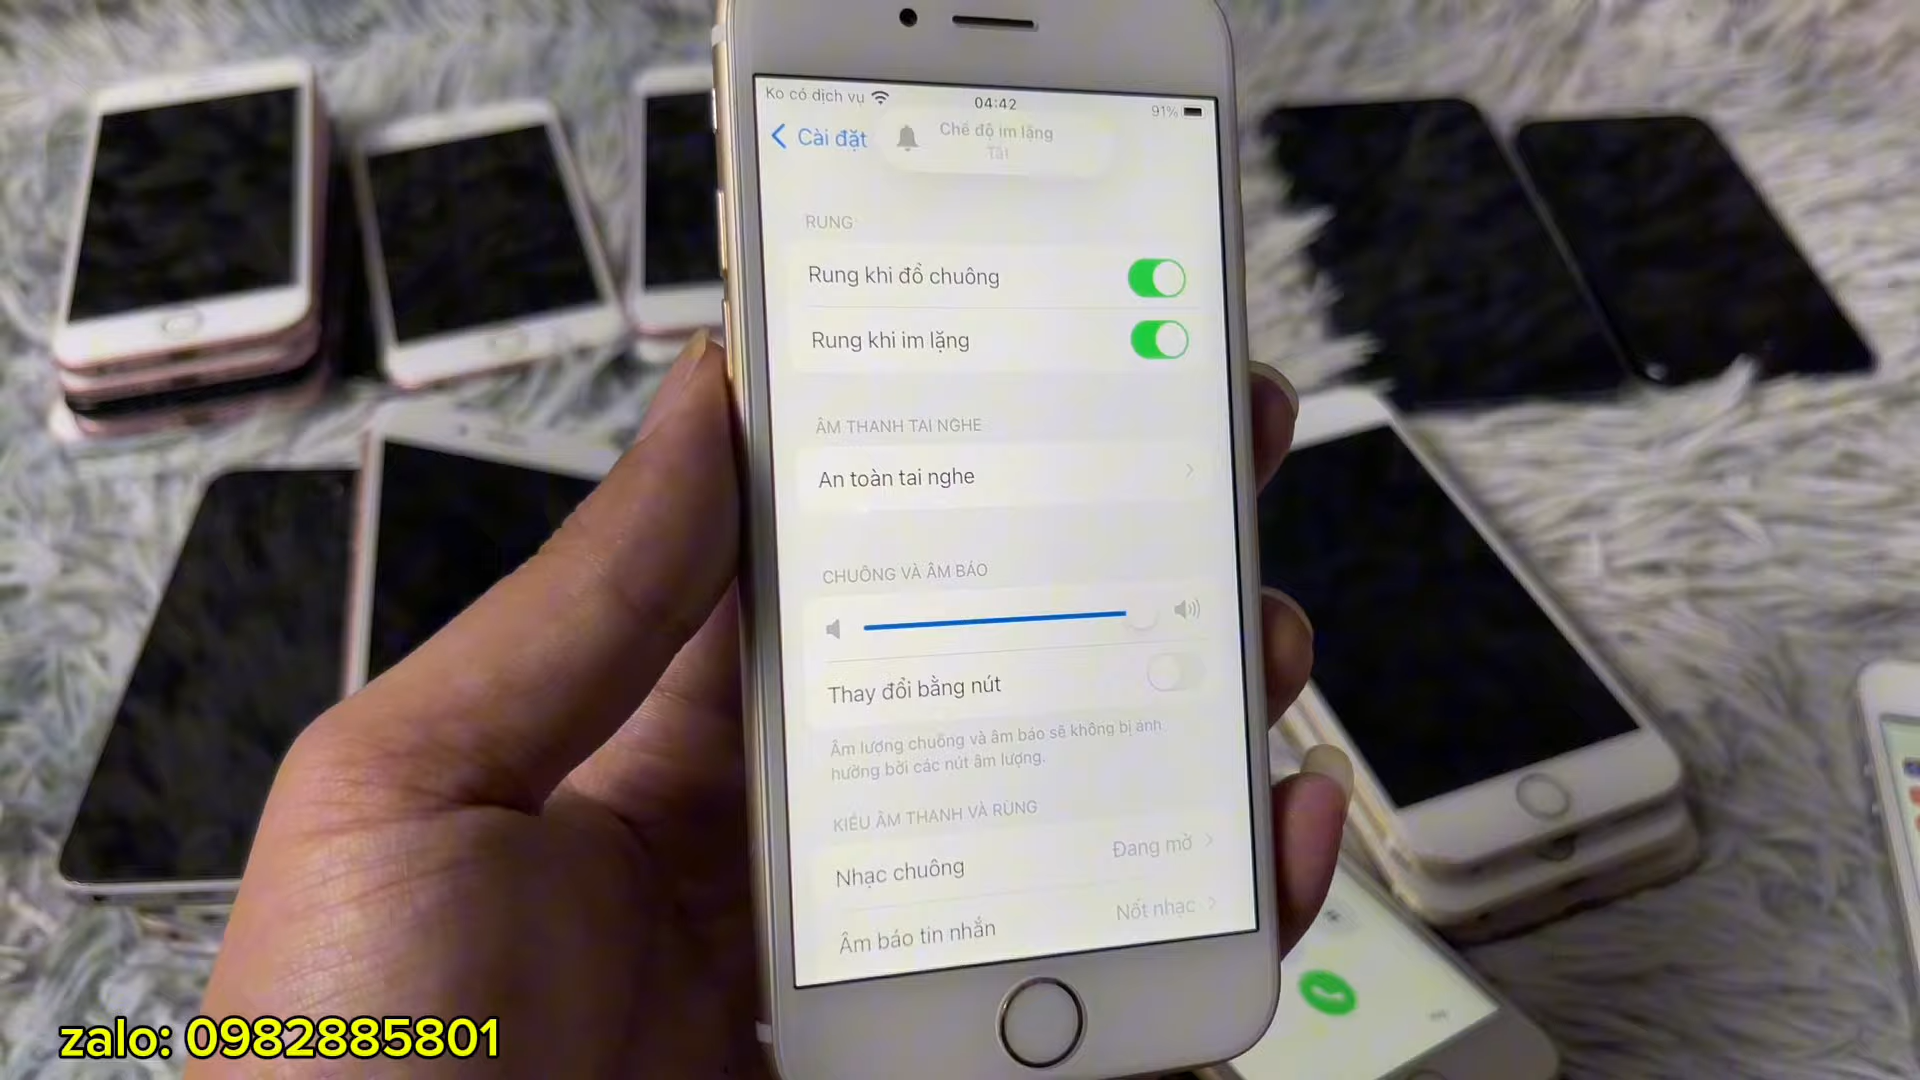 Ko có dịch vụ
04:42
91%
Cài đặt
Chế độ im lặng
Tắt
RUNG
Rung khi đổ chuông
Rung khi im lặng
ÂM THANH TAI NGHE
An toàn tai nghe
CHUÔNG VÀ ÂM BÁO
Thay đổi bằng nút
Âm lượng chuông và âm báo sẽ không bị ảnh
hưởng bởi các nút âm lượng.
KIỂU ÂM THANH VÀ RUNG
Nhạc chuông
Đang mở
Âm báo tin nhắn
Nốt nhạc
zalo: 0982885801